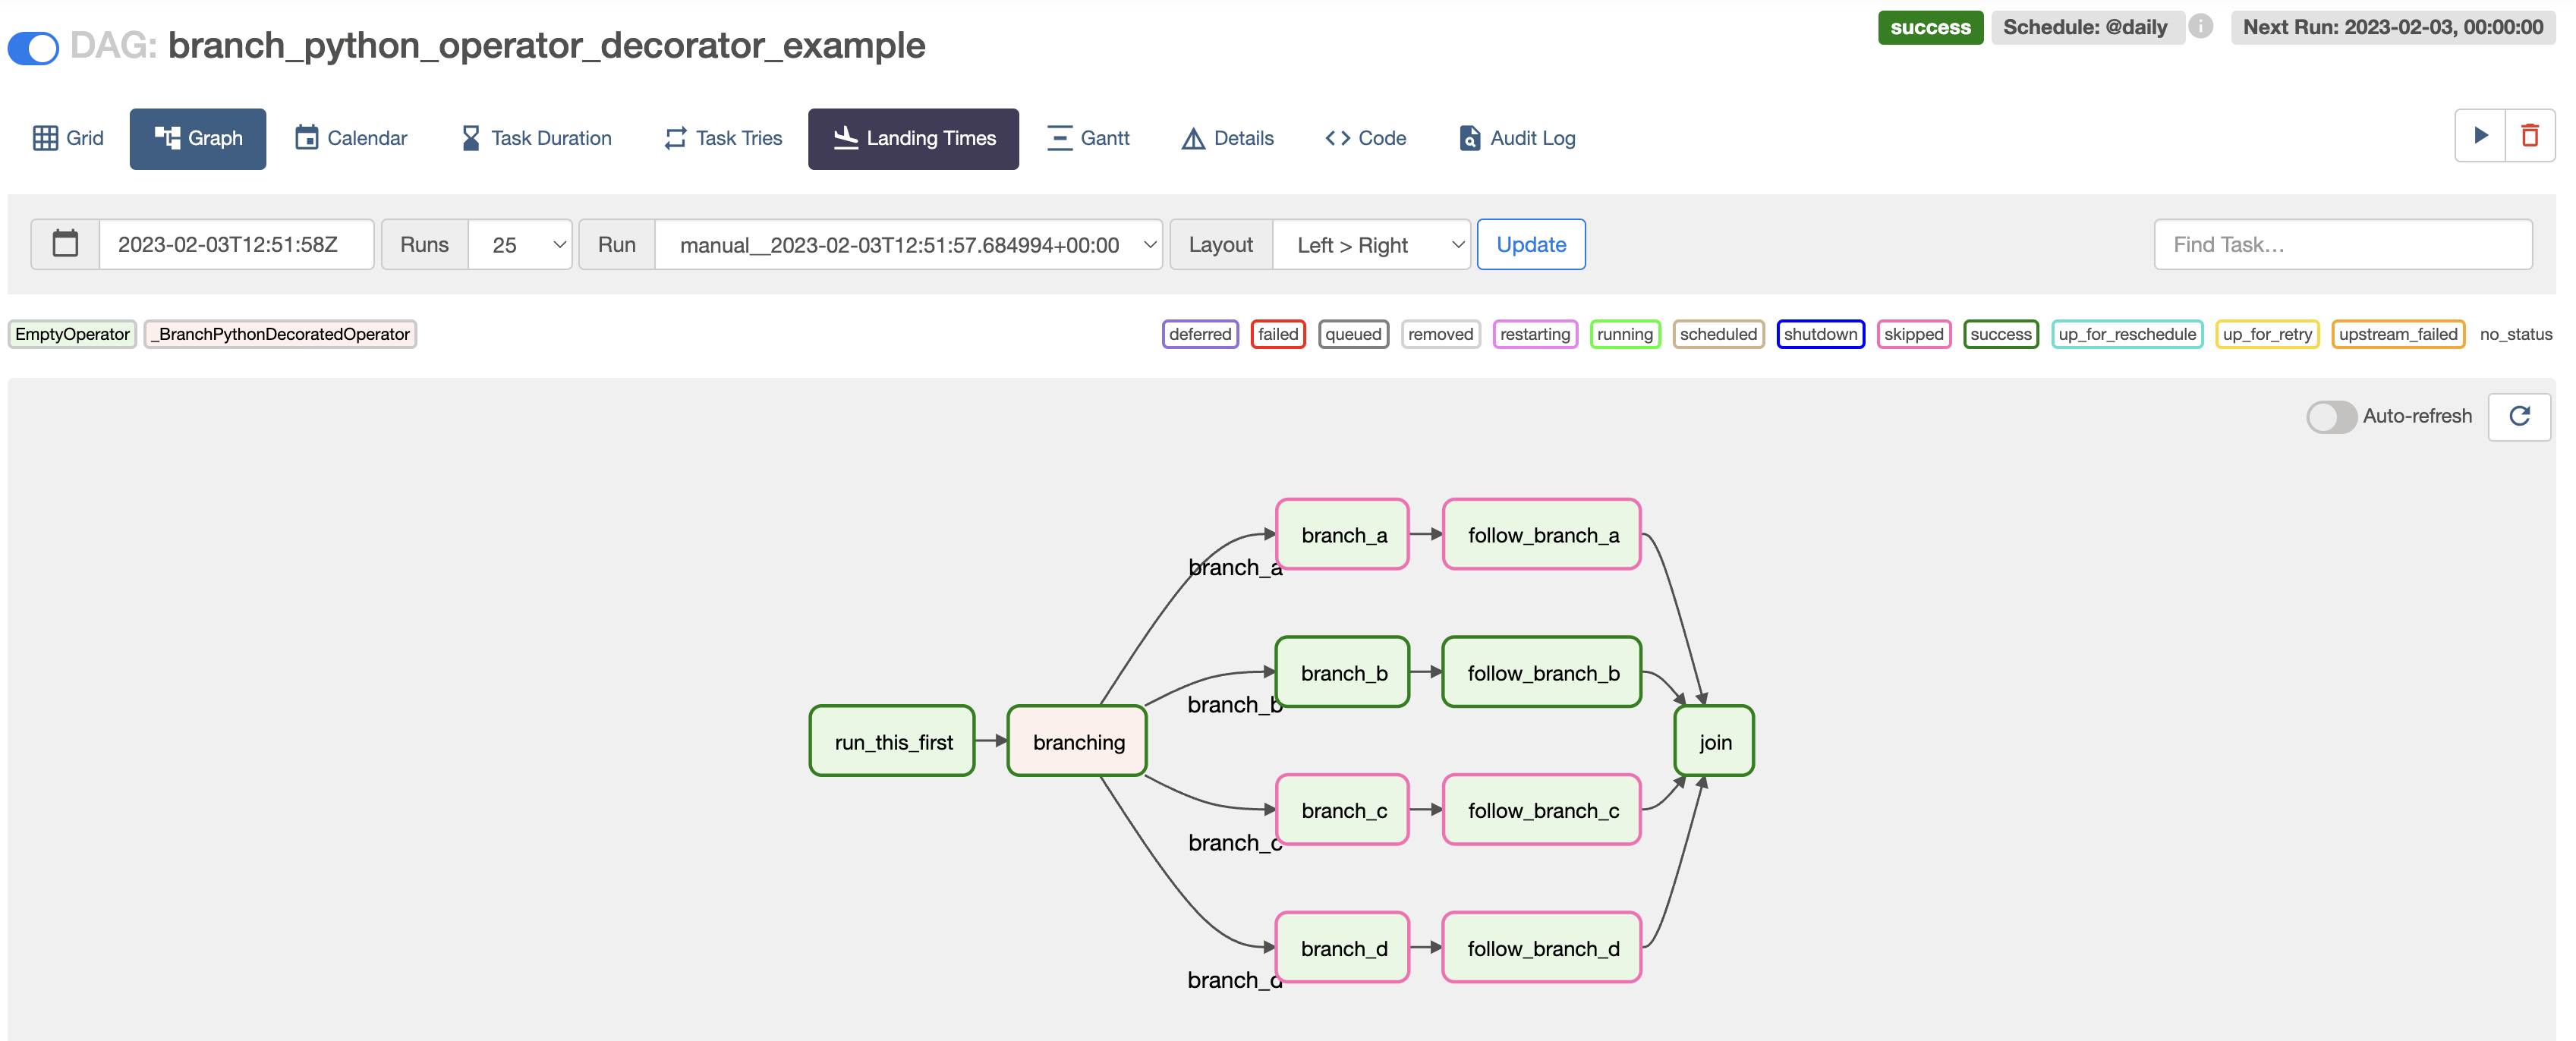 DAG: branch_python_operator_decorator_example
success
Schedule: @daily
Next Run: 2023-02-03, 00:00:00
Grid
Graph
Calendar
Task Duration
Task Tries
Landing Times
Gantt
Details
Code
Audit Log
2023-02-03T12:51:58Z
Runs
25
Run
manual__2023-02-03T12:51:57.684994+00:00
Layout
Left > Right
Update
Find Task...
EmptyOperator
_BranchPythonDecoratedOperator
deferred
failed
queued
removed
restarting
running
scheduled
shutdown
skipped
success
up_for_reschedule
up_for_retry
upstream_failed
no_status
Auto-refresh
branch_a
follow_branch_a
branch_a
branch_b
follow_branch_b
branch_b
run_this_first
branching
join
branch_c
follow_branch_c
branch_c
branch_d
follow_branch_d
branch_d